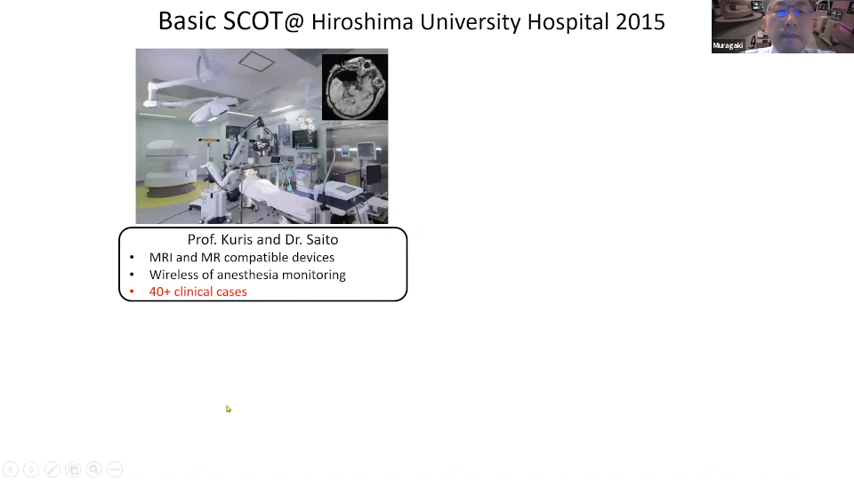 Basic SCOT@ Hiroshima University Hospital 2015
Muragaki
Prof. Kuris and Dr. Saito
• MRI and MR compatible devices
• Wireless of anesthesia monitoring
• 40+ clinical cases